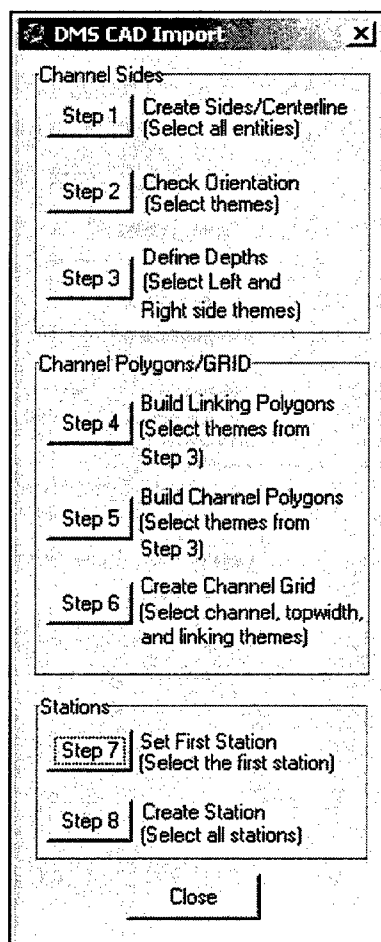 DMS CAD Import
Channel Sides
Step 1
Create Sides/Centerline
(Select all entities)
Step 2
Check Orientation
(Select themes)
Step 3
Define Depths
(Select Left and
Right side themes)
Channel Polygons/GRID
Step 4
Build Linking Polygons
(Select themes from
Step 3)
Step 5
Build Channel Polygons
(Select themes from
Step 3)
Step 6
Create Channel Grid
(Select channel, topwidth,
and linking themes)
Stations
Step 7
Set First Station
(Select the first station)
Step 8
Create Station
(Select all stations)
Close